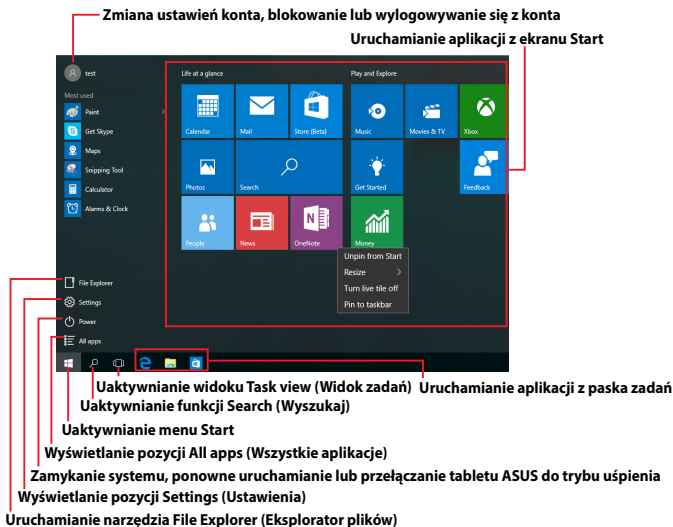 Zmiana ustawień konta, blokowanie lub wylogowywanie się z konta
Uruchamianie aplikacji z ekranu Start
test
Most used
Paint
Get Skype
Maps
Snipping Tool
Calculator
Alarms & Clock
File Explorer
Settings
Power
All apps
Life at a glance
Calendar
Mail
Store (Beta)
Photos
Search
People
News
OneNote
Play and Explore
Music
Movies & TV
Xbox
Get Started
Feedback
Money
Unpin from Start
Resize
Turn live tile off
Pin to taskbar
Uaktywnianie widoku Task view (Widok zadań)
Uruchamianie aplikacji z paska zadań
Uaktywnianie funkcji Search (Wyszukaj)
Uaktywnianie menu Start
Wyświetlanie pozycji All apps (Wszystkie aplikacje)
Zamykanie systemu, ponowne uruchamianie lub przełączanie tabletu ASUS do trybu uśpienia
Wyświetlanie pozycji Settings (Ustawienia)
Uruchamianie narzędzia File Explorer (Eksplorator plików)